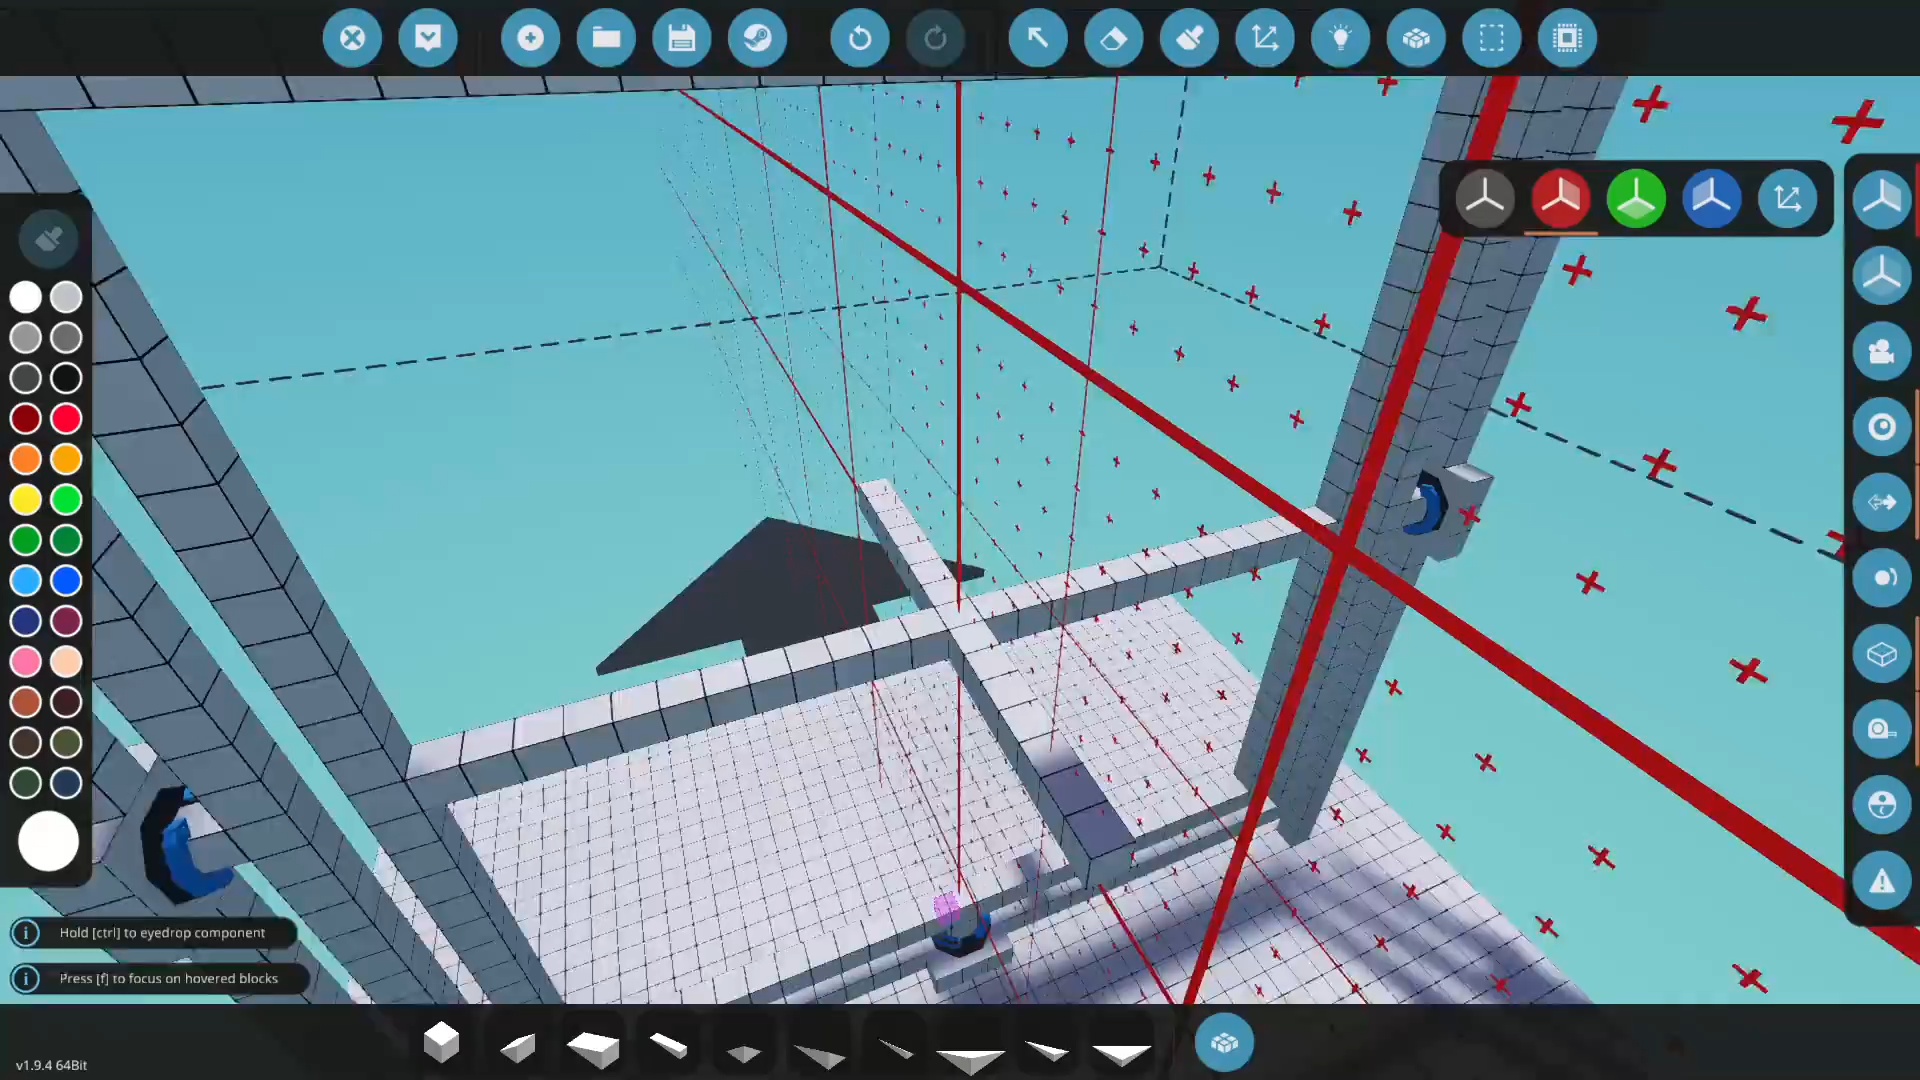 Hold [ctrl] to eyedrop component
Press [f] to focus on hovered blocks
v1.9.4 64Bit